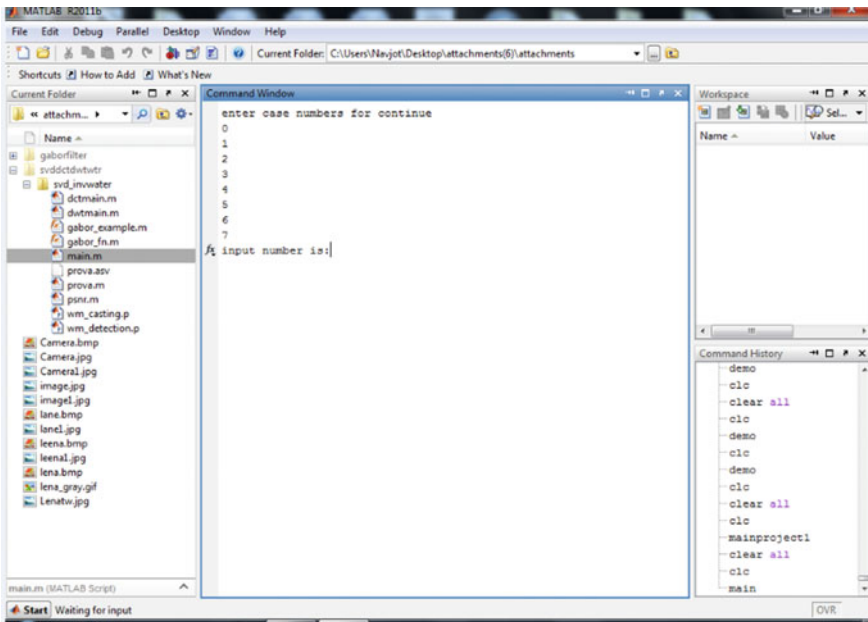 MATLAB R2011b
File Edit Debug Parallel Desktop Window Help
Current Folder: C:\Users\Navjot\Desktop\attachments(6)\attachments
Shortcuts How to Add What's New
Current Folder
« attachm...
Name
gaborfilter
svddctdwtwtr
svd_invwater
dctmain.m
dwtmain.m
gabor_example.m
gabor_fn.m
main.m
prova.asv
prova.m
psnr.m
wm_casting.p
wm_detection.p
Camera.bmp
Camera.jpg
Camera1.jpg
image.jpg
image1.jpg
lane.bmp
lane1.jpg
leena.bmp
leena1.jpg
lena.bmp
lena_gray.gif
Lenatw.jpg
main.m (MATLAB Script)
Command Window
enter case numbers for continue
0
1
2
3
4
5
6
7
fx input number is:
Workspace
Sel...
Name Value
Command History
demo
clc
clear all
clc
demo
clc
demo
clc
clear all
clc
mainproject1
clear all
clc
main
Start Waiting for input
OVR